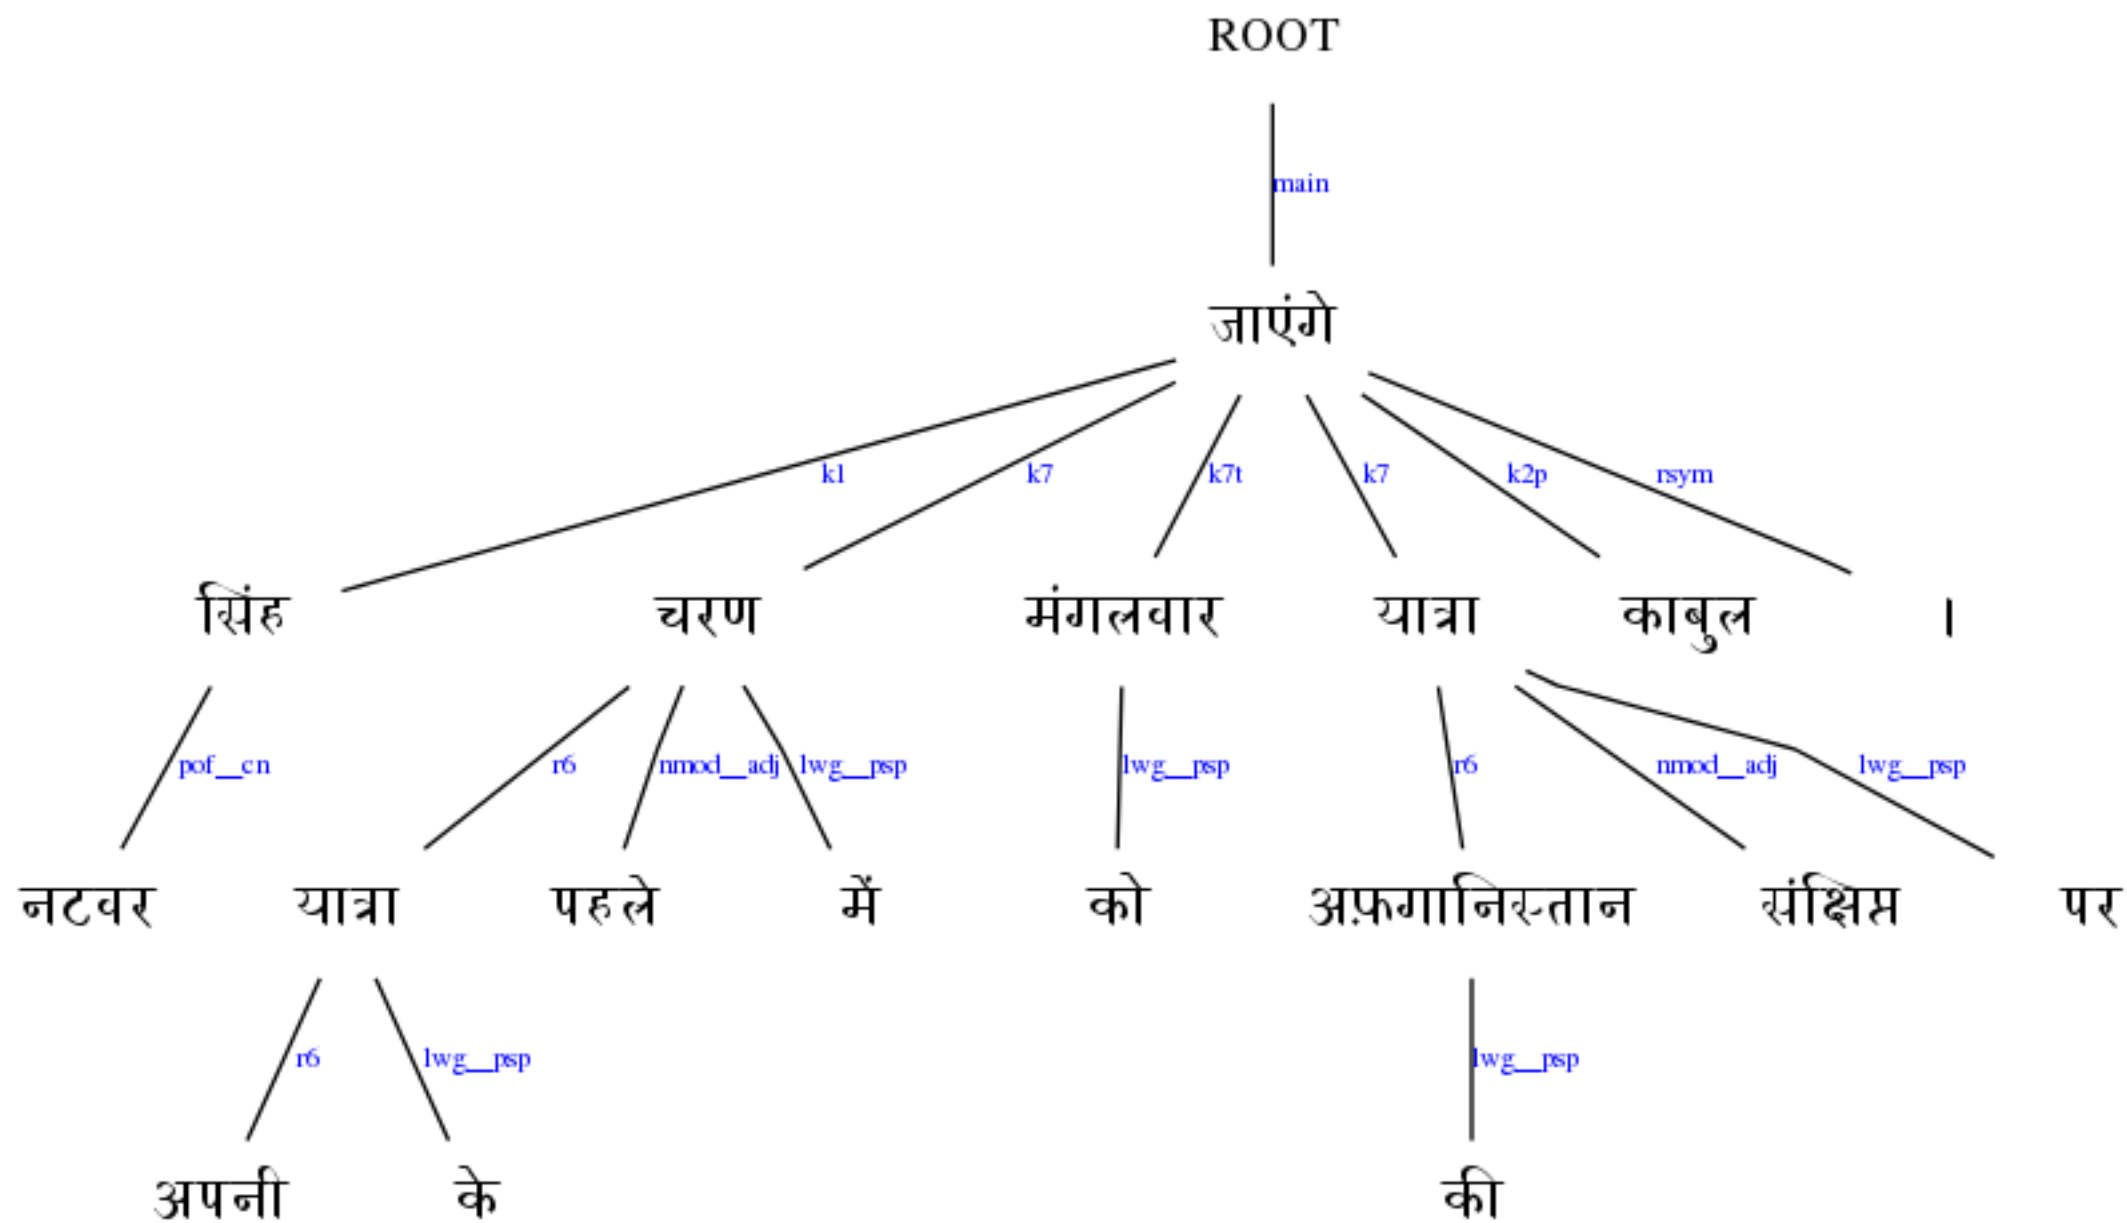 ROOT
main
जाएंगे
k1 k7 k7t k7 k2p rsym
सिंह चरण मंगलवार यात्रा काबुल ।
pof__cn r6 nmod__adj lwg__psp lwg__psp r6 nmod__adj lwg__psp
नटवर यात्रा पहले में को अफ़गानिस्तान संक्षिप्त पर
r6 lwg__psp lwg__psp
अपनी के की